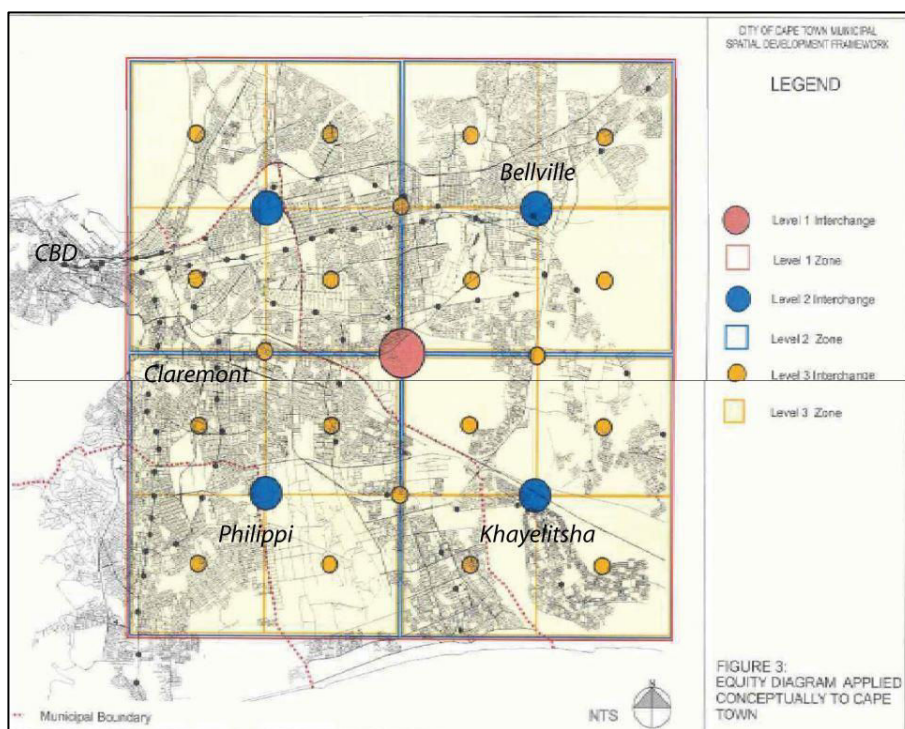 CITY OF CAPE TOWN MUNICIPAL
SPATIAL DEVELOPMENT FRAMEWORK
LEGEND
Level 1 Interchange
Level 1 Zone
Level 2 Interchange
Level 2 Zone
Level 3 Interchange
Level 3 Zone
Bellville
CBD
Claremont
Philippi
Khayelitsha
Municipal Boundary
NTS
N
FIGURE 3:
EQUITY DIAGRAM APPLIED
CONCEPTUALLY TO CAPE
TOWN